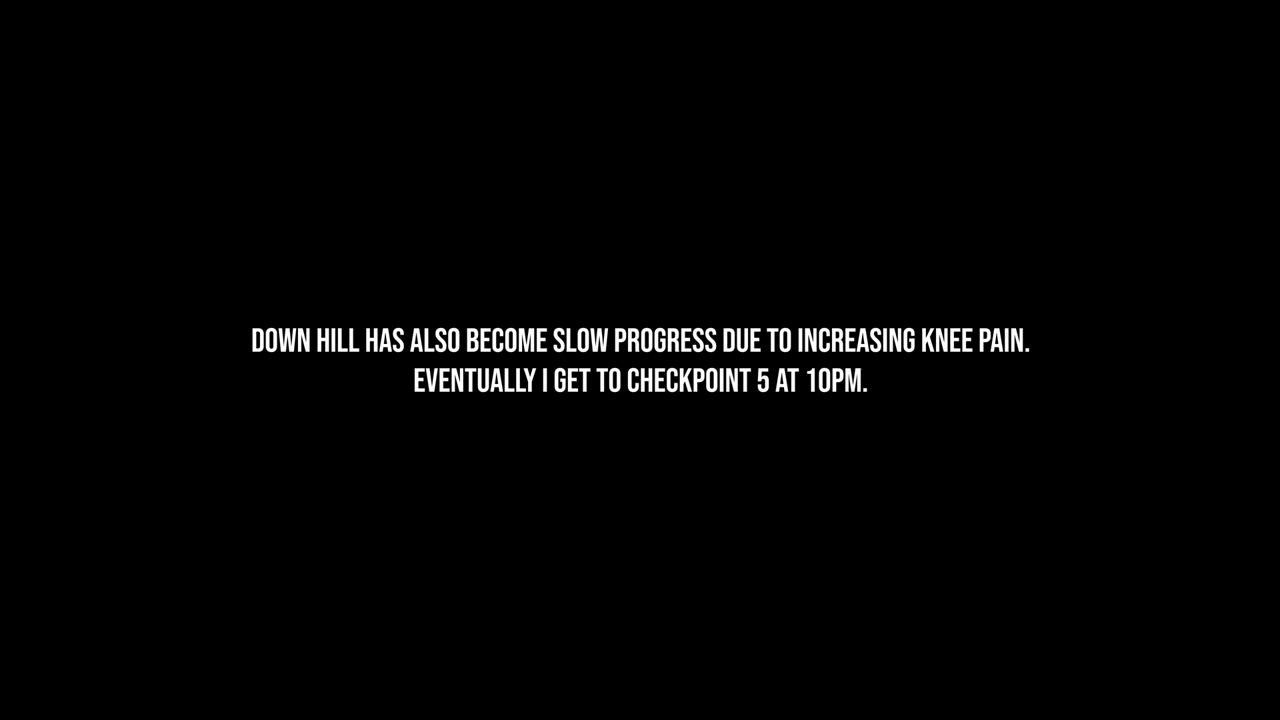 DOWN HILL HAS ALSO BECOME SLOW PROGRESS DUE TO INCREASING KNEE PAIN.
EVENTUALLY I GET TO CHECKPOINT 5 AT 10PM.